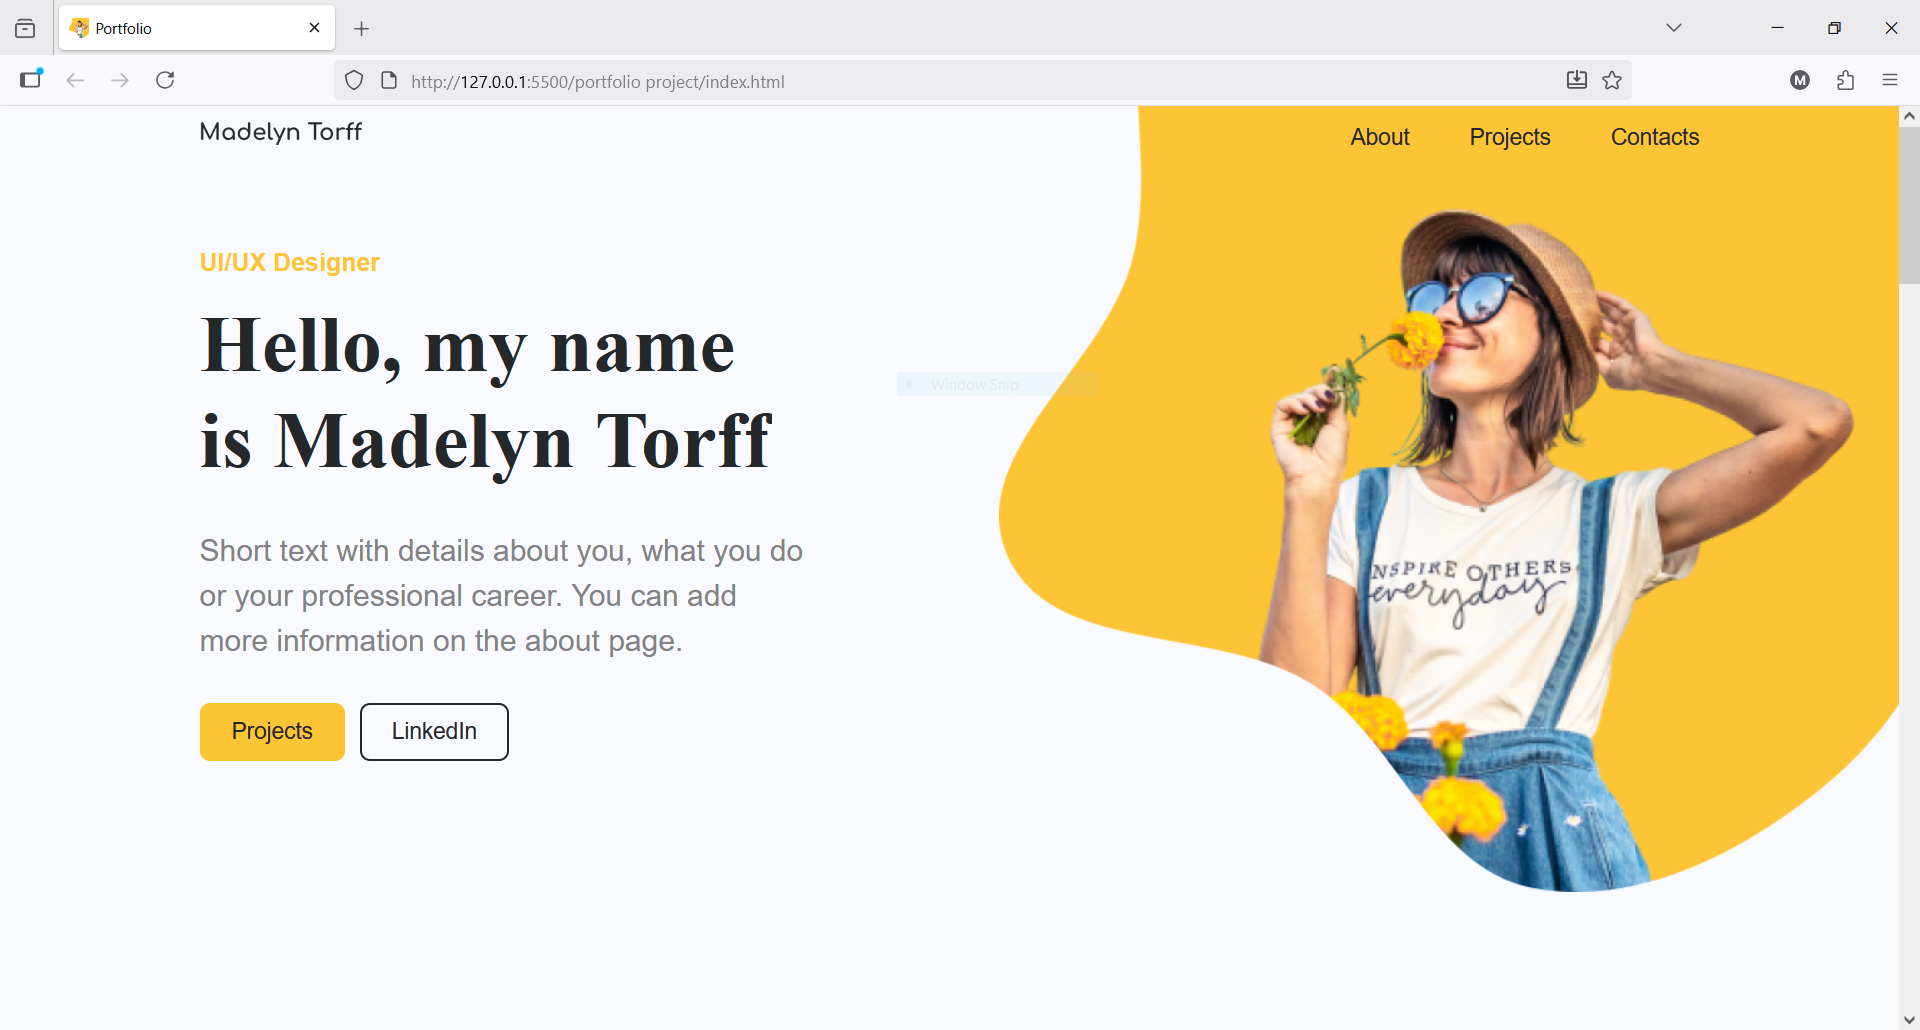 Portfolio
http://127.0.0.1:5500/portfolio project/index.html
M
Madelyn Torff
About Projects Contacts
UI/UX Designer
Hello, my name
is Madelyn Torff
Window Snip
Short text with details about you, what you do
or your professional career. You can add
more information on the about page.
Projects LinkedIn
NSPIRE OTHERS
everyday